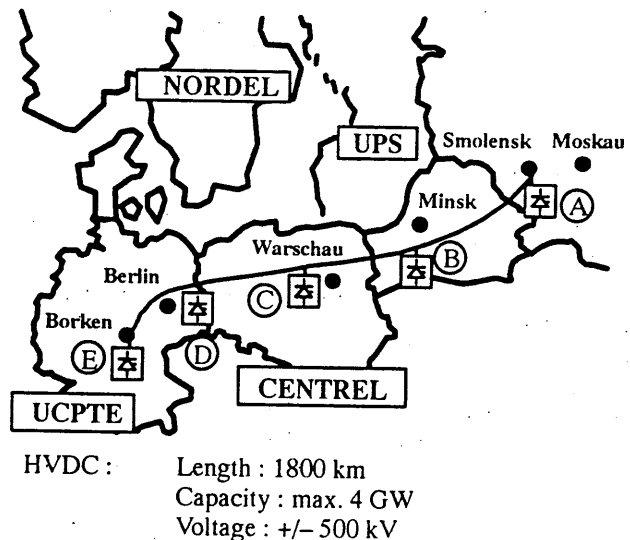 NORDEL
UPS
Smolensk Moskau
A
Minsk
B
Warschau
Berlin
C
Borken
D
E
CENTREL
UCPTE
HVDC : Length : 1800 km
Capacity : max. 4 GW
Voltage : +/– 500 kV